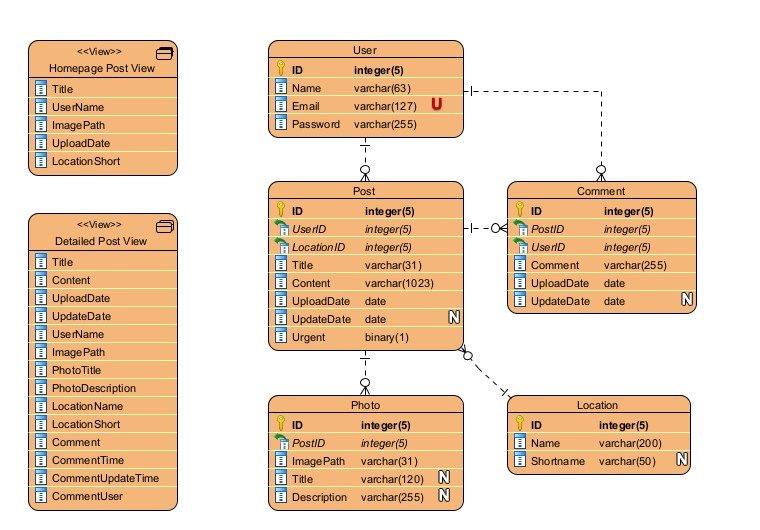 <<View>>
Homepage Post View
Title
UserName
ImagePath
UploadDate
LocationShort
<<View>>
Detailed Post View
Title
Content
UploadDate
UpdateDate
UserName
ImagePath
PhotoTitle
PhotoDescription
LocationName
LocationShort
Comment
CommentTime
CommentUpdateTime
CommentUser
User
ID integer(5)
Name varchar(63)
Email varchar(127) U
Password varchar(255)
Post
ID integer(5)
UserID integer(5)
LocationID integer(5)
Title varchar(31)
Content varchar(1023)
UploadDate date
UpdateDate date N
Urgent binary(1)
Comment
ID integer(5)
PostID integer(5)
UserID integer(5)
Comment varchar(255)
UploadDate date
UpdateDate date N
Photo
ID integer(5)
PostID integer(5)
ImagePath varchar(31)
Title varchar(120) N
Description varchar(255) N
Location
ID integer(5)
Name varchar(200)
Shortname varchar(50) N